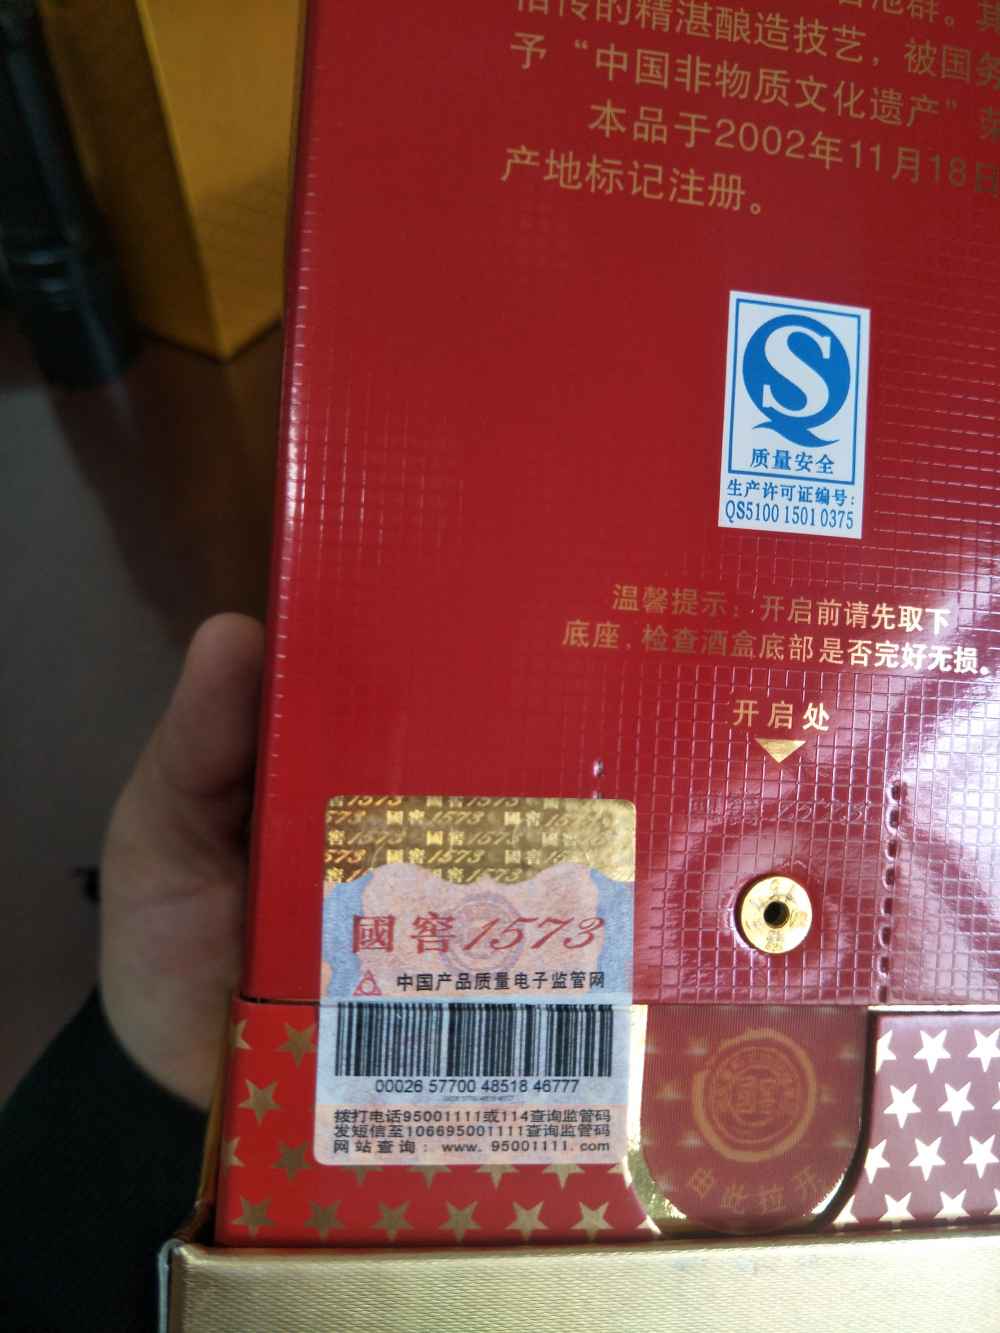 相传的精湛酿造技艺，被国务
予“中国非物质文化遗产”荣
本品于2002年11月18日
产地标记注册。
质量安全
生产许可证编号:
QS5100 1501 0375
温馨提示：开启前请先取下
底座,检查酒盒底部是否完好无损。
开启处
國窖1573
中国产品质量电子监管网
00026 57700 48518 46777
拨打电话95001111或114查询监管码
发短信至106695001111查询监管码
网站查询：www.95001111.com
由此拉开